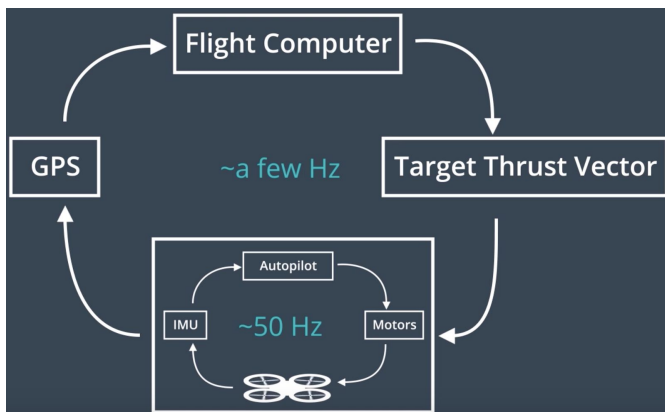 Flight Computer
GPS
~a few Hz
Target Thrust Vector
Autopilot
IMU
~50 Hz
Motors